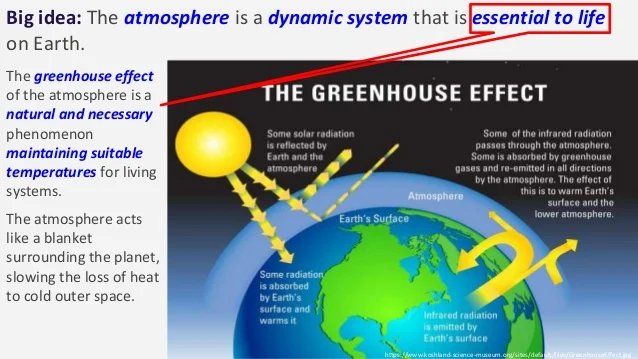 Big idea: The atmosphere is a dynamic system that is essential to life
on Earth.
The greenhouse effect
of the atmosphere is a
natural and necessary
phenomenon
maintaining suitable
temperatures for living
systems.
The atmosphere acts
like a blanket
surrounding the planet,
slowing the loss of heat
to cold outer space.
THE GREENHOUSE EFFECT
Some solar radiation
is reflected by
Earth and the
atmosphere
Some of the infrared radiation
passes through the atmosphere.
Some is absorbed by greenhouse
gases and re-emitted in all directions
by the atmosphere. The effect of
this is to warm Earth's
surface and the
lower atmosphere.
Atmosphere
Earth's Surface
Some radiation
is absorbed
by Earth's
surface and
warms it
Infrared radiation
is emitted by
Earth's surface